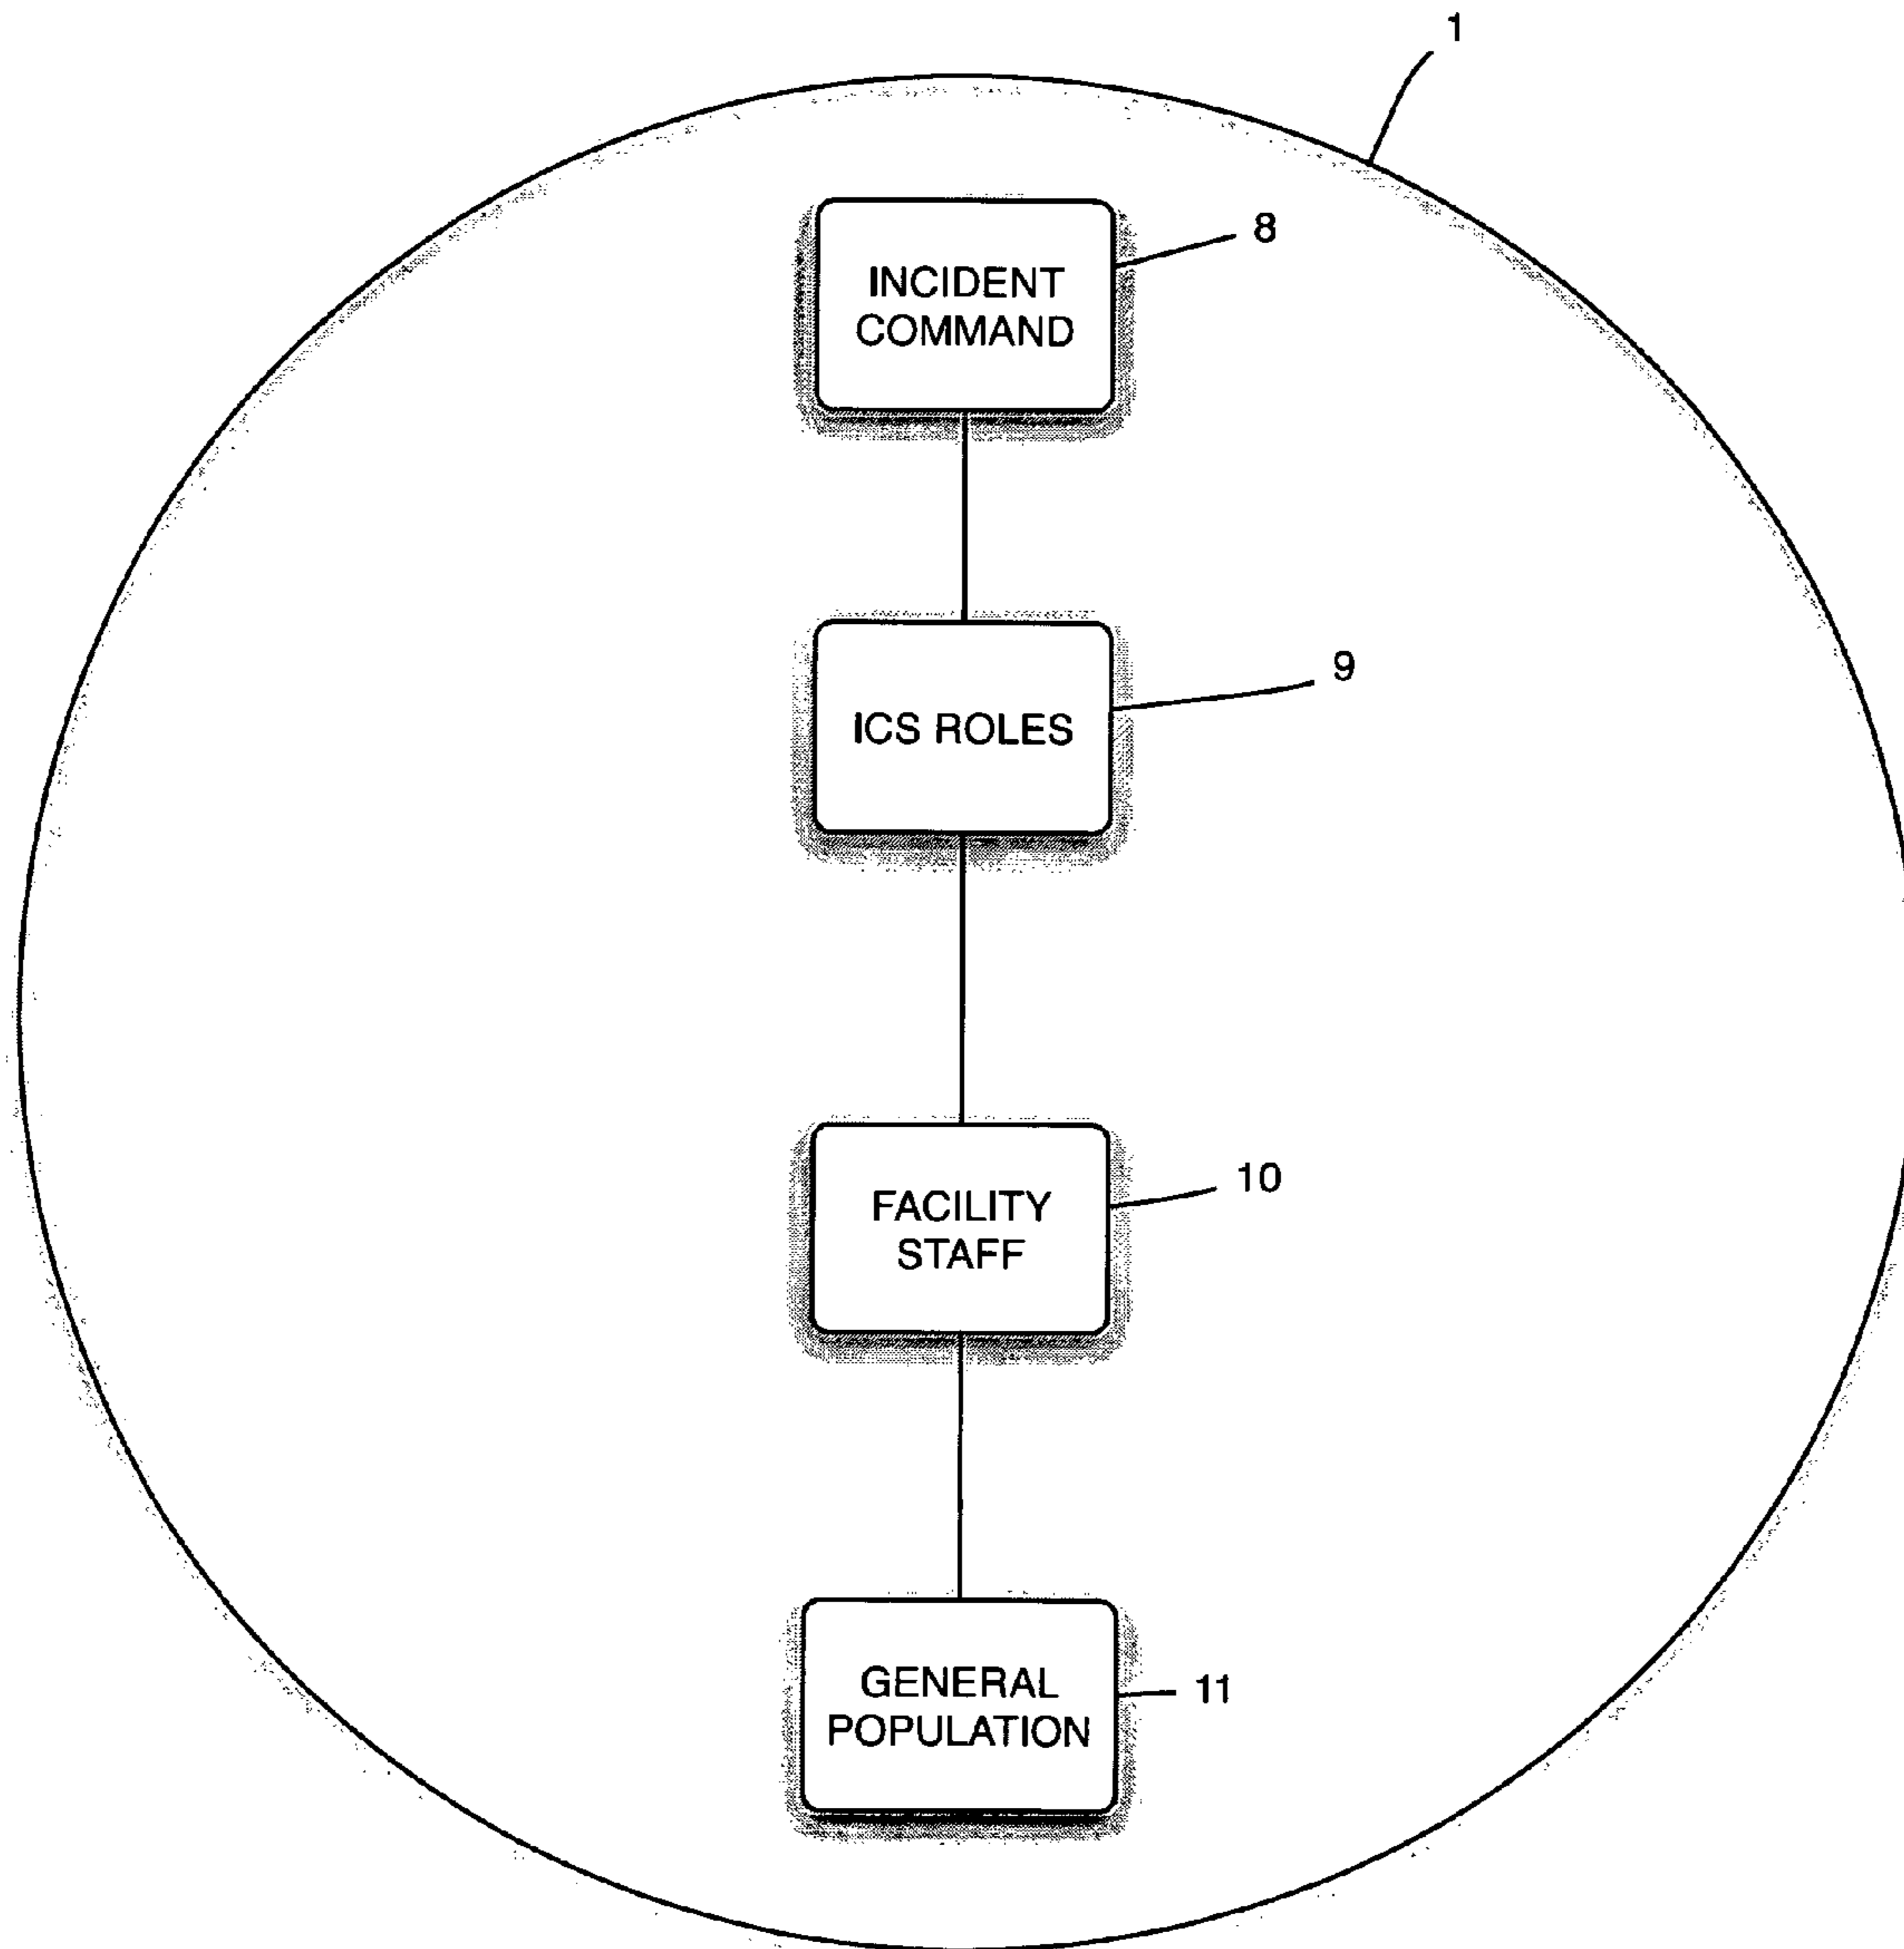 1
8
INCIDENT
COMMAND
9
ICS ROLES
10
FACILITY
STAFF
11
GENERAL
POPULATION